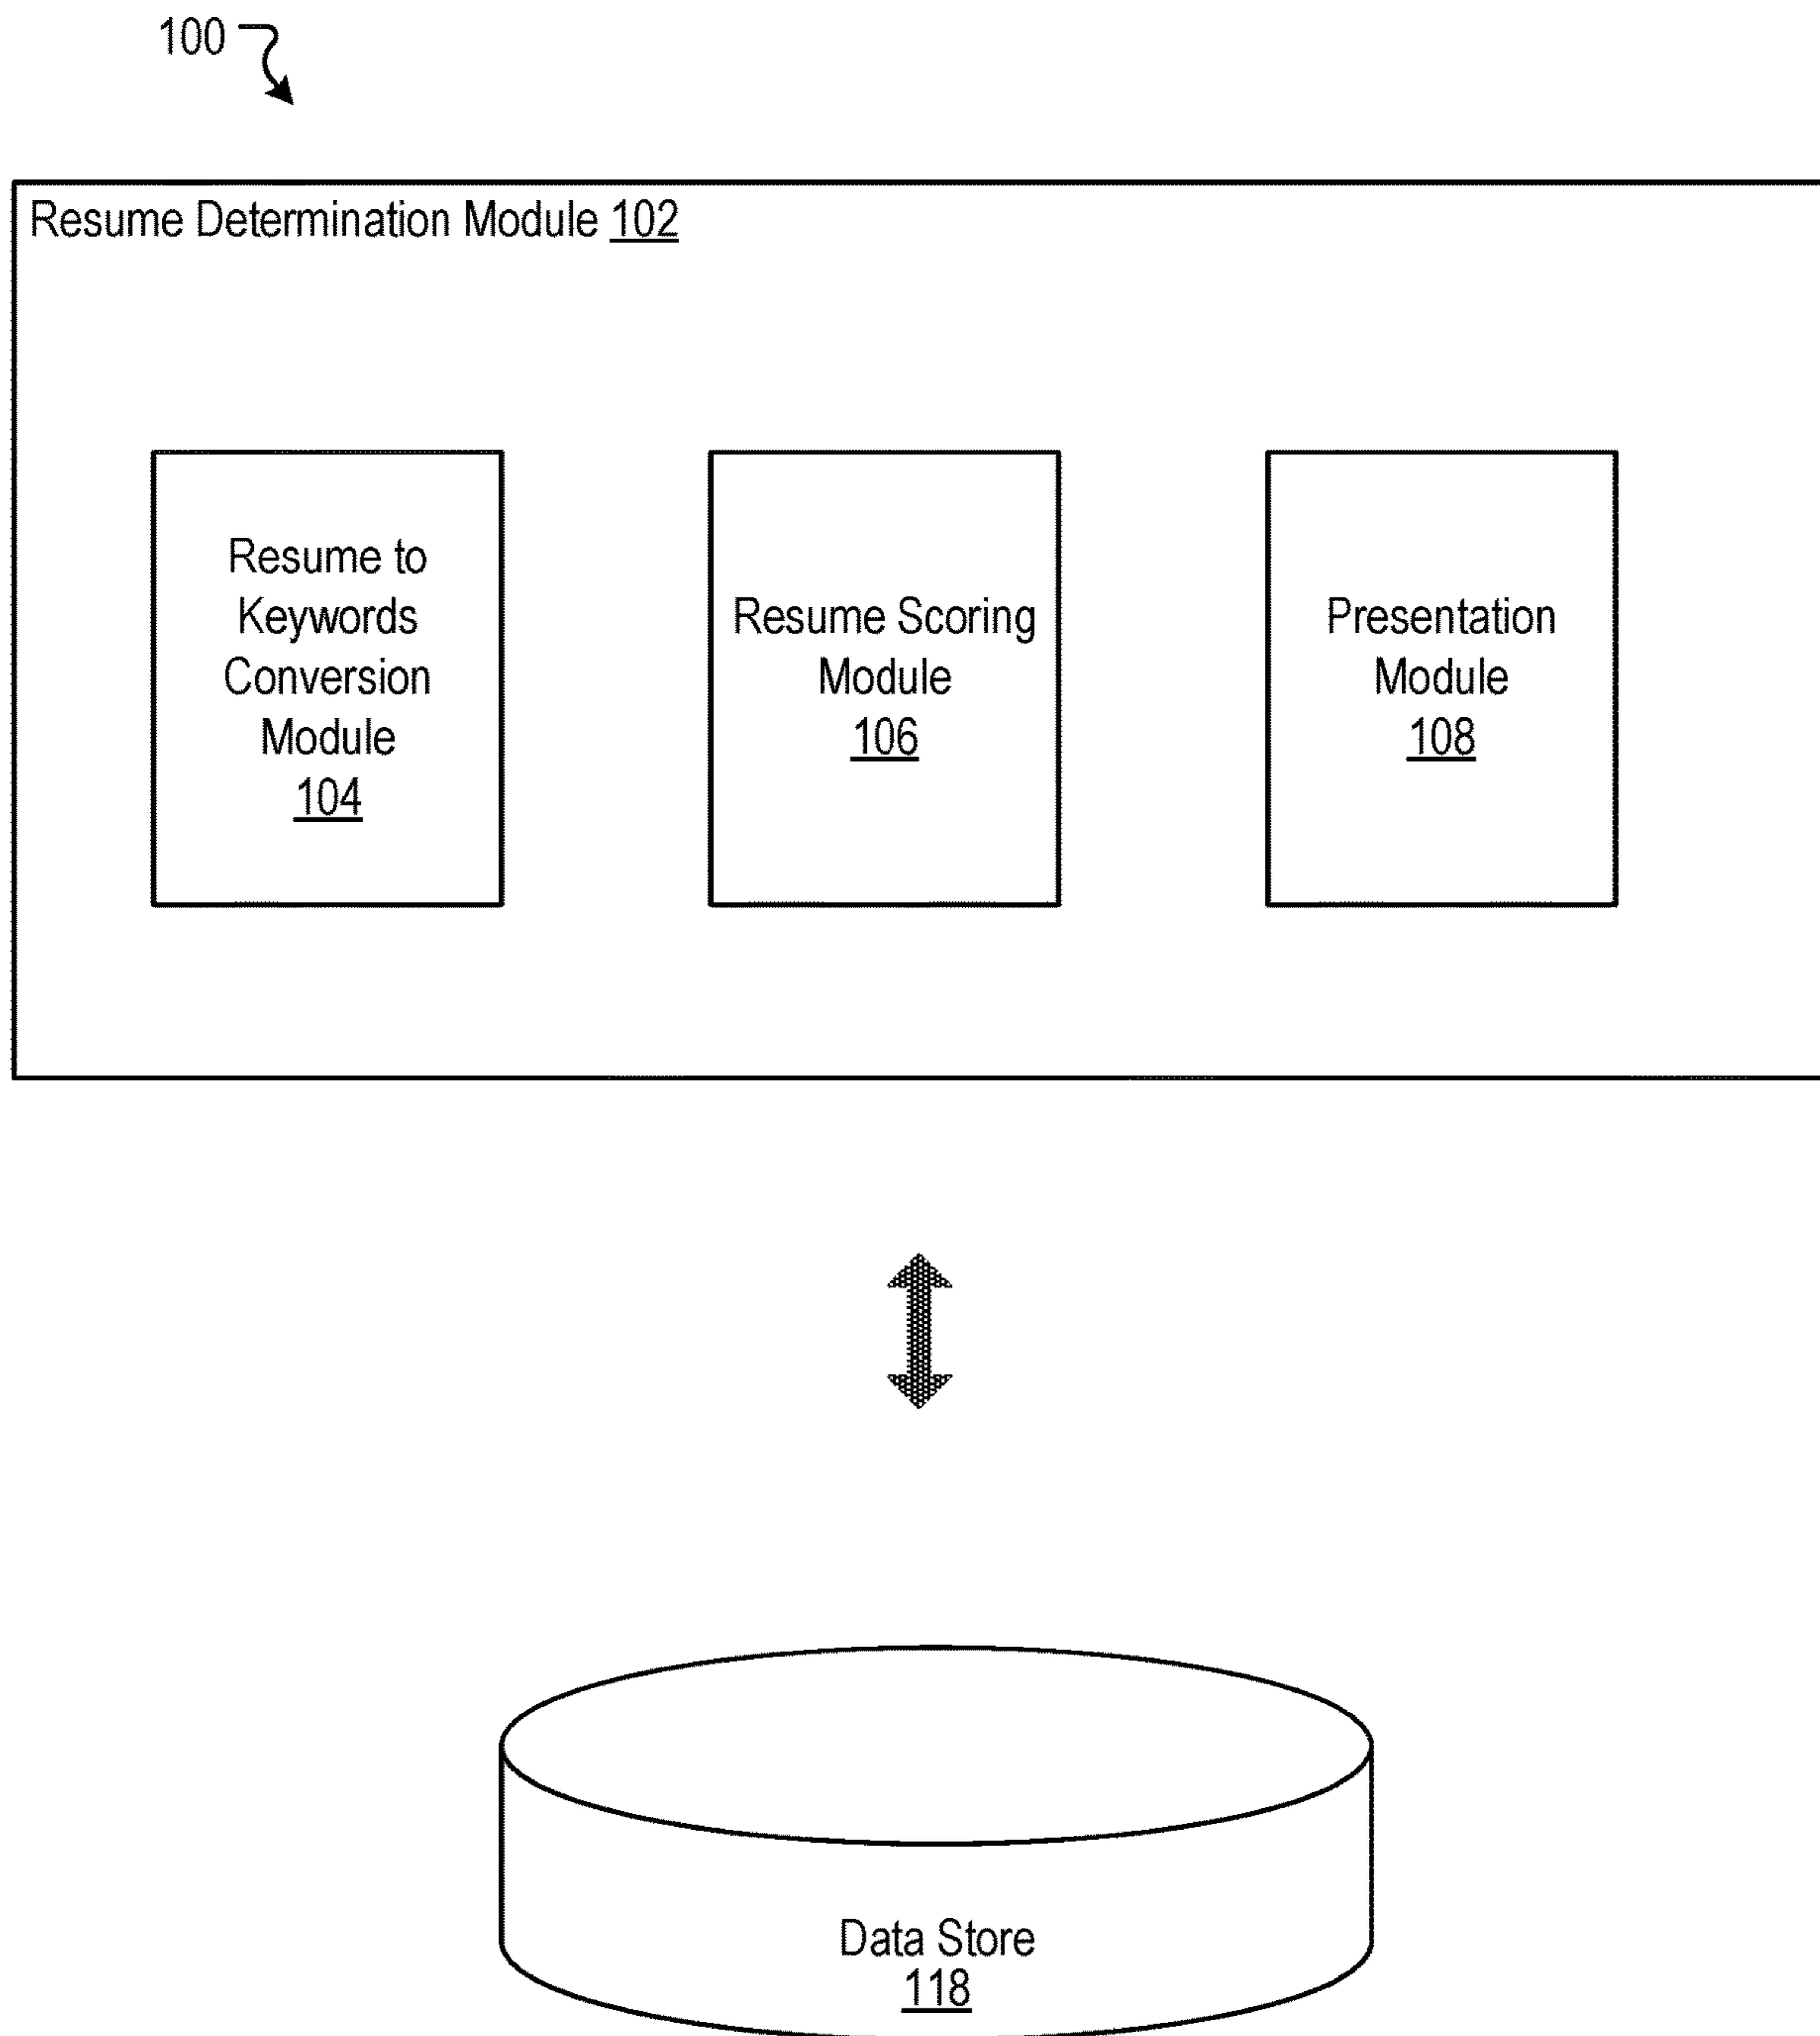 100
Resume Determination Module 102
Resume to
Keywords
Conversion
Module
104
Resume Scoring
Module
106
Presentation
Module
108
Data Store
118